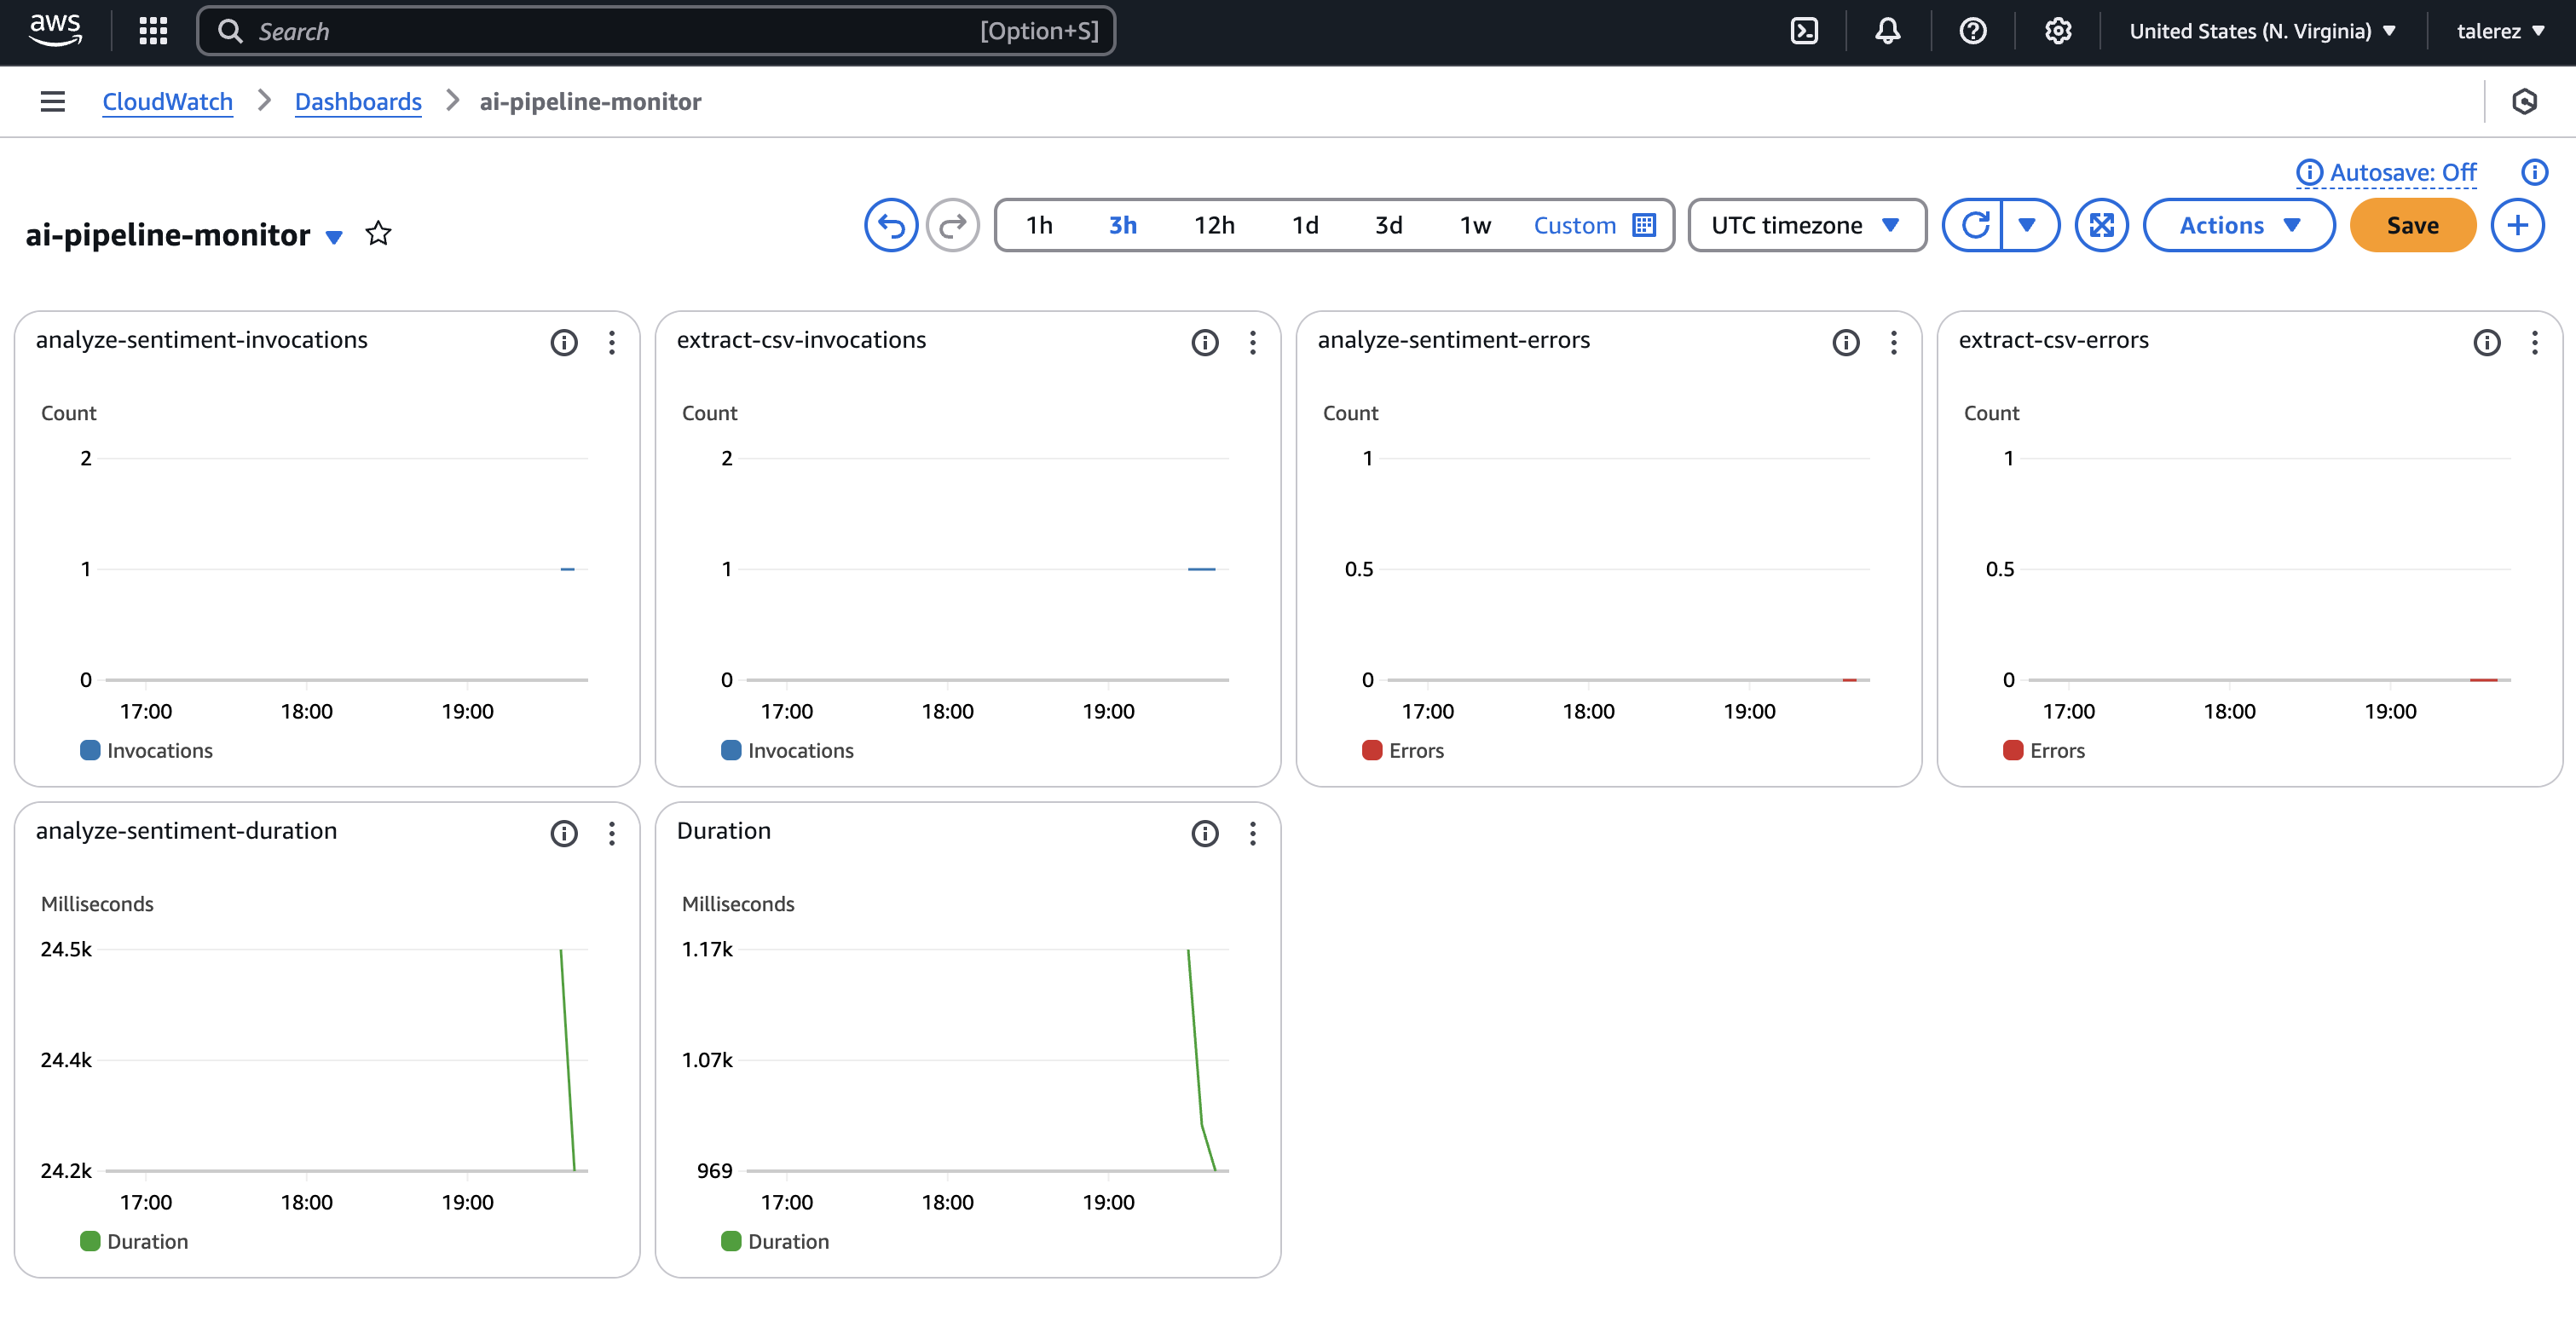 aws
Search [Option+S]
United States (N. Virginia)
talerez
CloudWatch
Dashboards
ai-pipeline-monitor
Autosave: Off
ai-pipeline-monitor
1h 3h 12h 1d 3d 1w Custom
UTC timezone
Actions
Save
analyze-sentiment-invocations
Count
2
1
0
17:00 18:00 19:00
Invocations
extract-csv-invocations
Count
2
1
0
17:00 18:00 19:00
Invocations
analyze-sentiment-errors
Count
1
0.5
0
17:00 18:00 19:00
Errors
extract-csv-errors
Count
1
0.5
0
17:00 18:00 19:00
Errors
analyze-sentiment-duration
Milliseconds
24.5k
24.4k
24.2k
17:00 18:00 19:00
Duration
Duration
Milliseconds
1.17k
1.07k
969
17:00 18:00 19:00
Duration